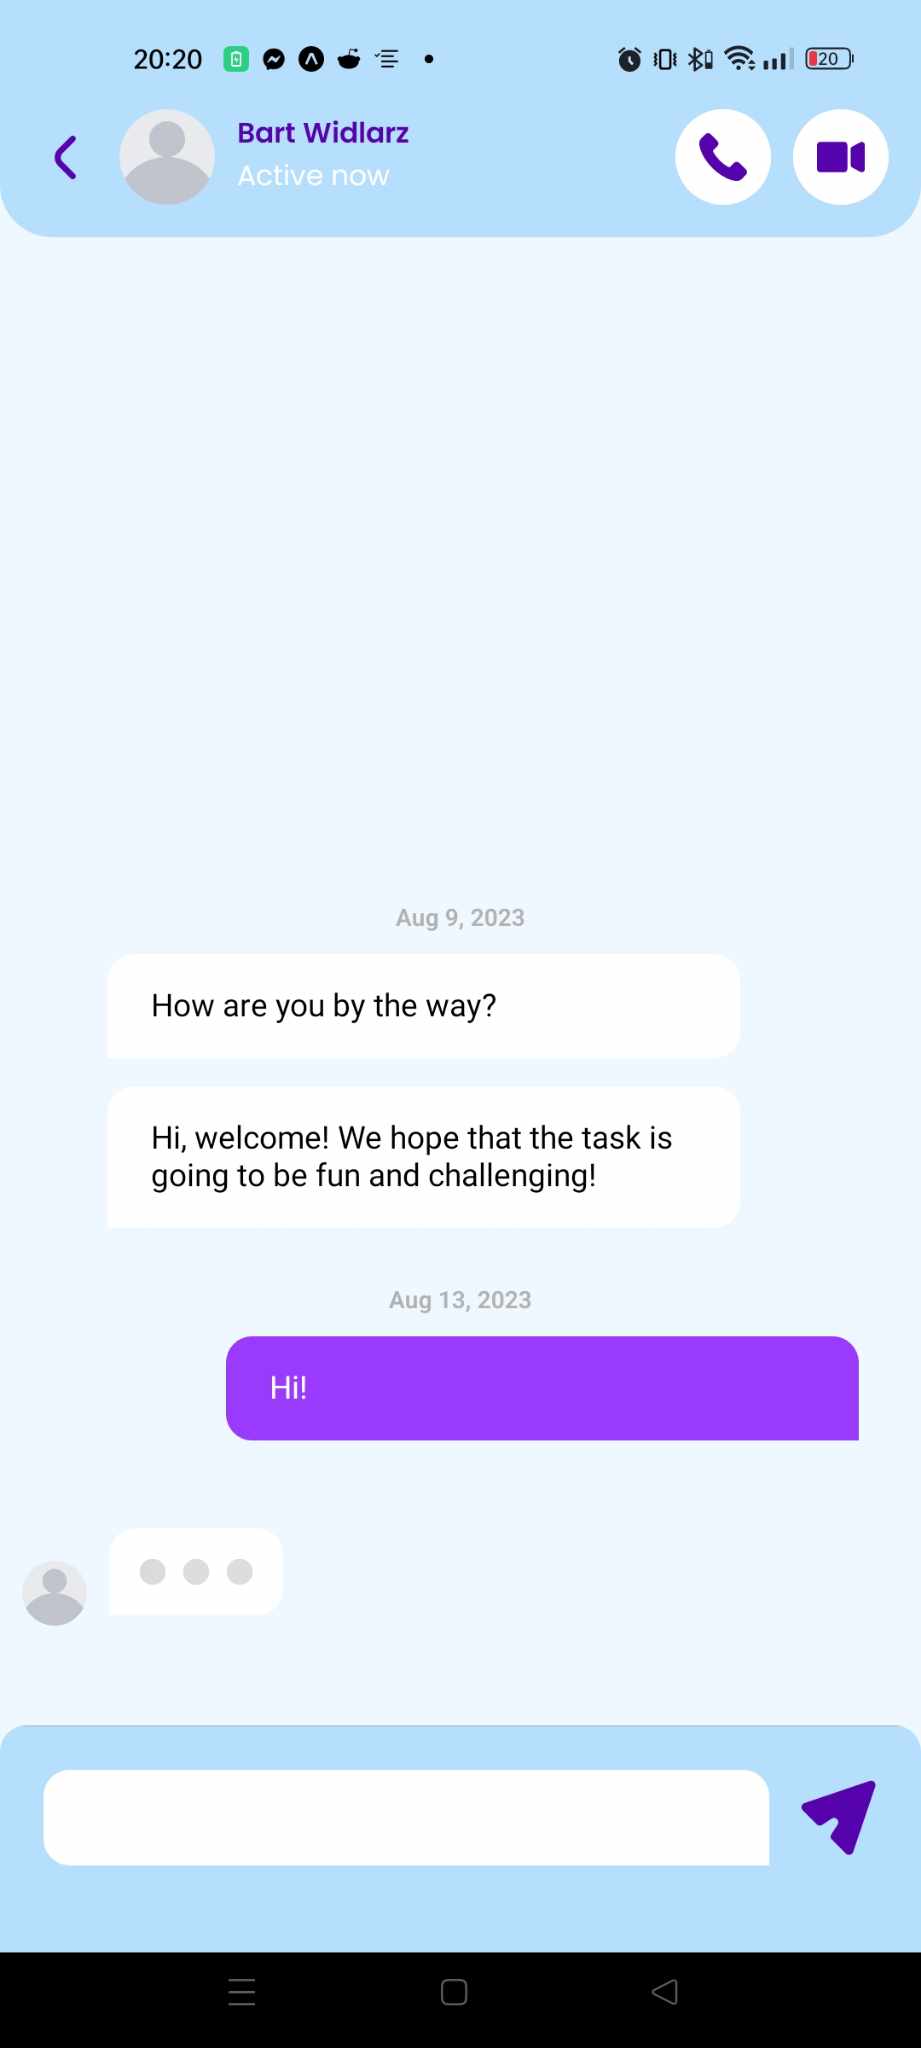 20:20
20
Bart Widlarz
Active now
Aug 9, 2023
How are you by the way?
Hi, welcome! We hope that the task is
going to be fun and challenging!
Aug 13, 2023
Hi!